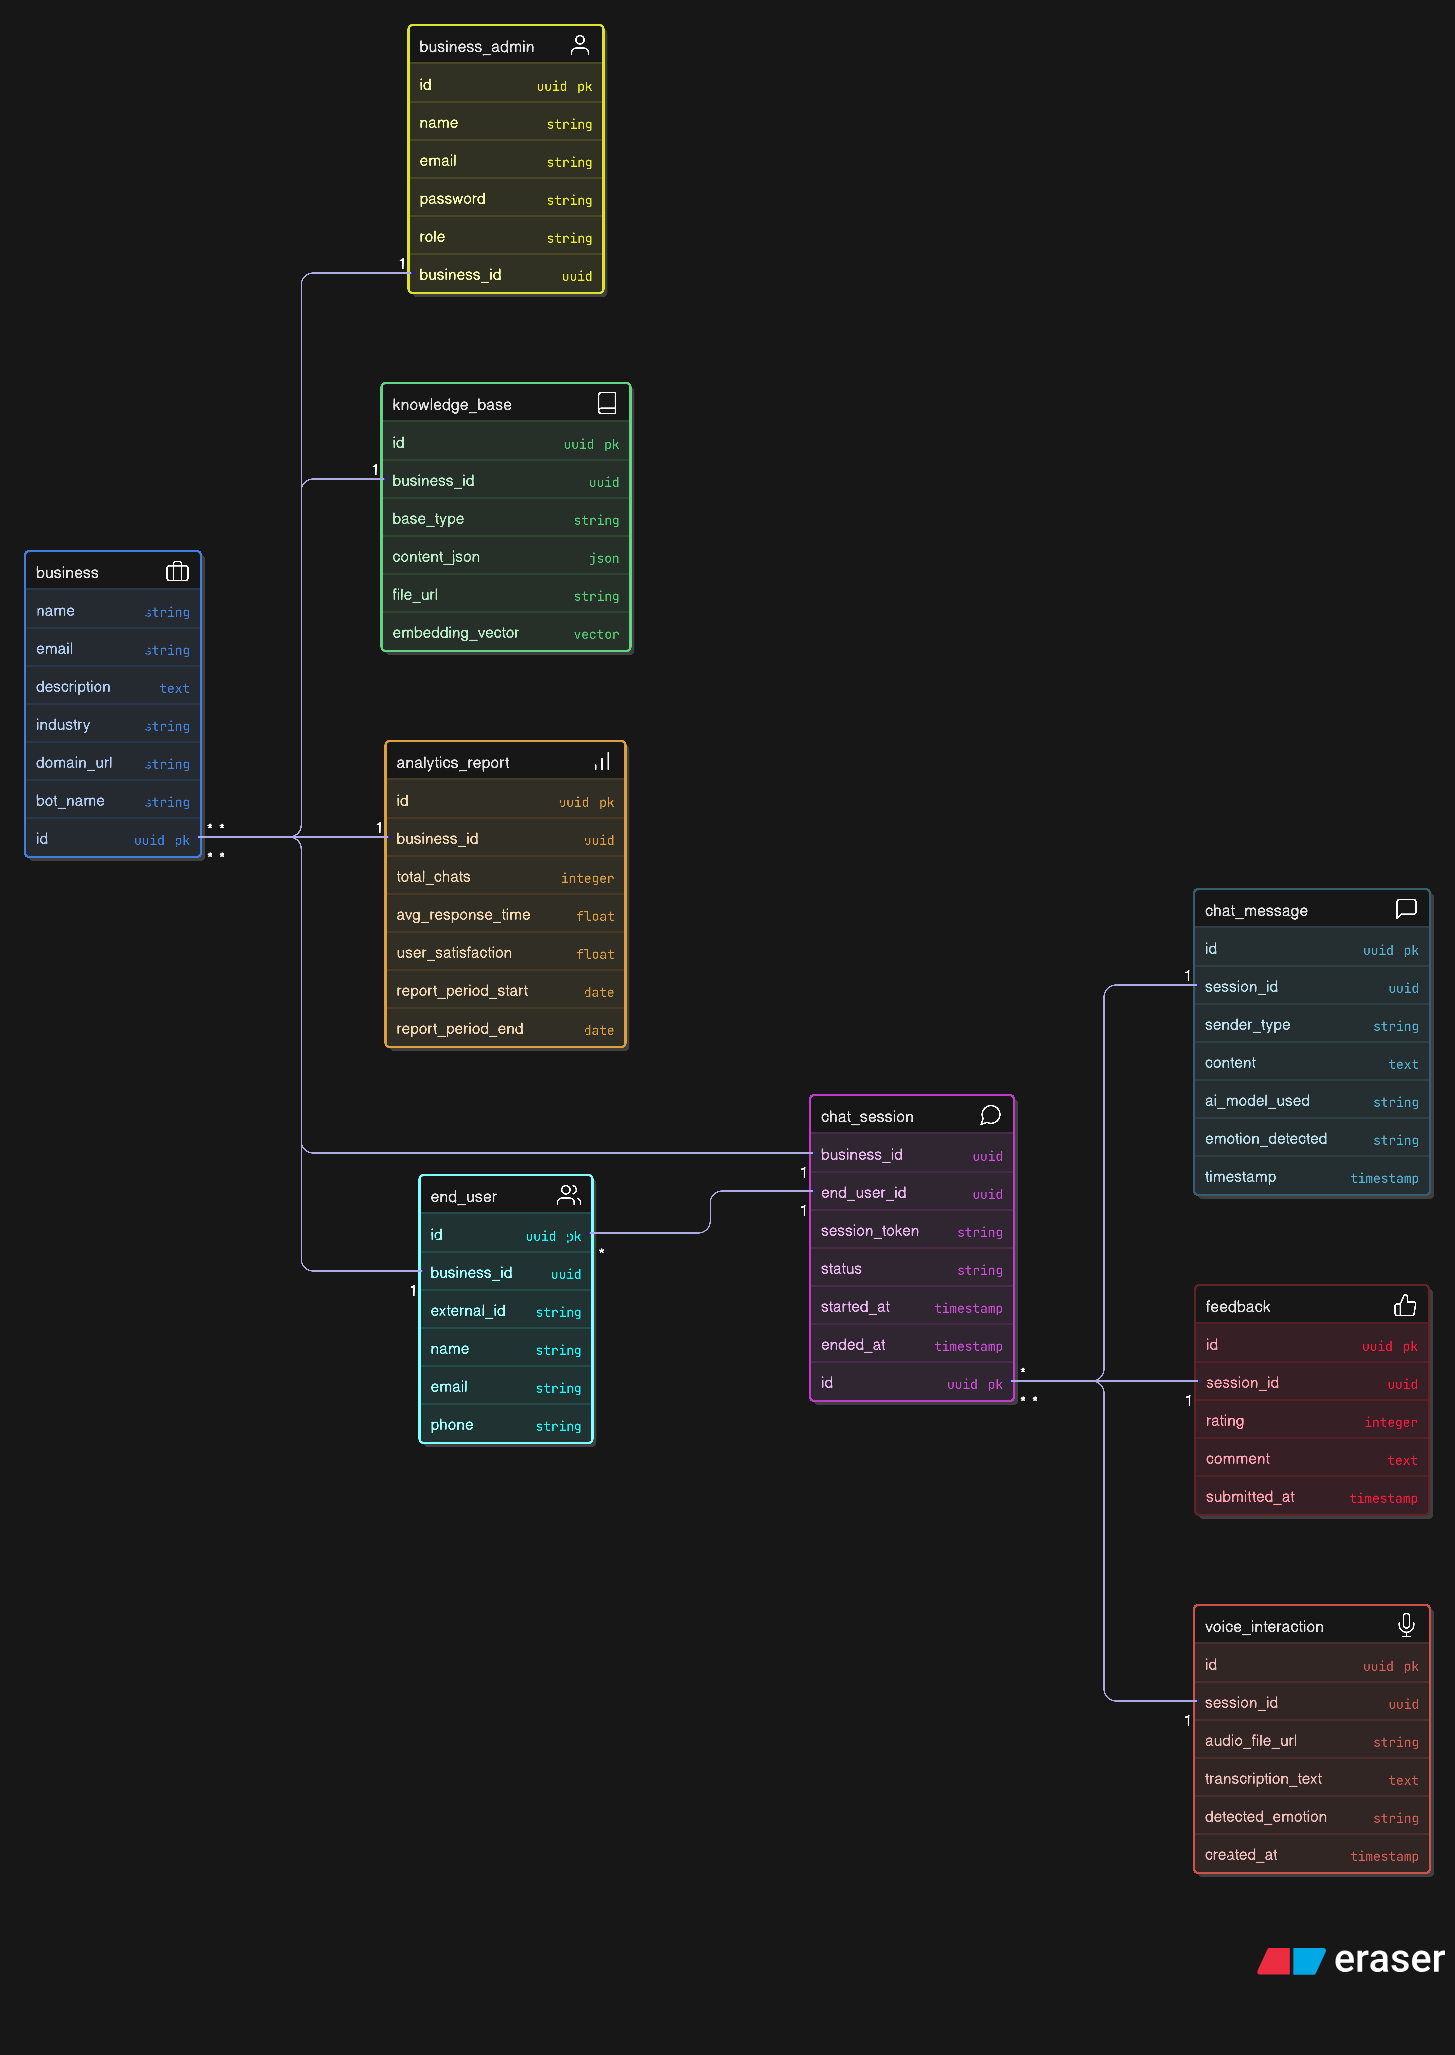 business_admin
id uuid pk
name string
email string
password string
role string
1 business_id uuid
knowledge_base
id uuid pk
1 business_id uuid
base_type string
content_json json
file_url string
embedding_vector vector
business
name string
email string
description text
industry string
domain_url string
bot_name string
* *
id uuid pk
* *
analytics_report
id uuid pk
1 business_id uuid
total_chats integer
avg_response_time float
user_satisfaction float
report_period_start date
report_period_end date
chat_session
business_id uuid
1
end_user_id uuid
1
session_token string
status string
started_at timestamp
ended_at timestamp
*
id uuid pk
* *
end_user
id uuid pk
*
business_id uuid
1
external_id string
name string
email string
phone string
chat_message
id uuid pk
1 session_id uuid
sender_type string
content text
ai_model_used string
emotion_detected string
timestamp timestamp
feedback
id uuid pk
session_id uuid
1
rating integer
comment text
submitted_at timestamp
voice_interaction
id uuid pk
session_id uuid
1
audio_file_url string
transcription_text text
detected_emotion string
created_at timestamp
eraser